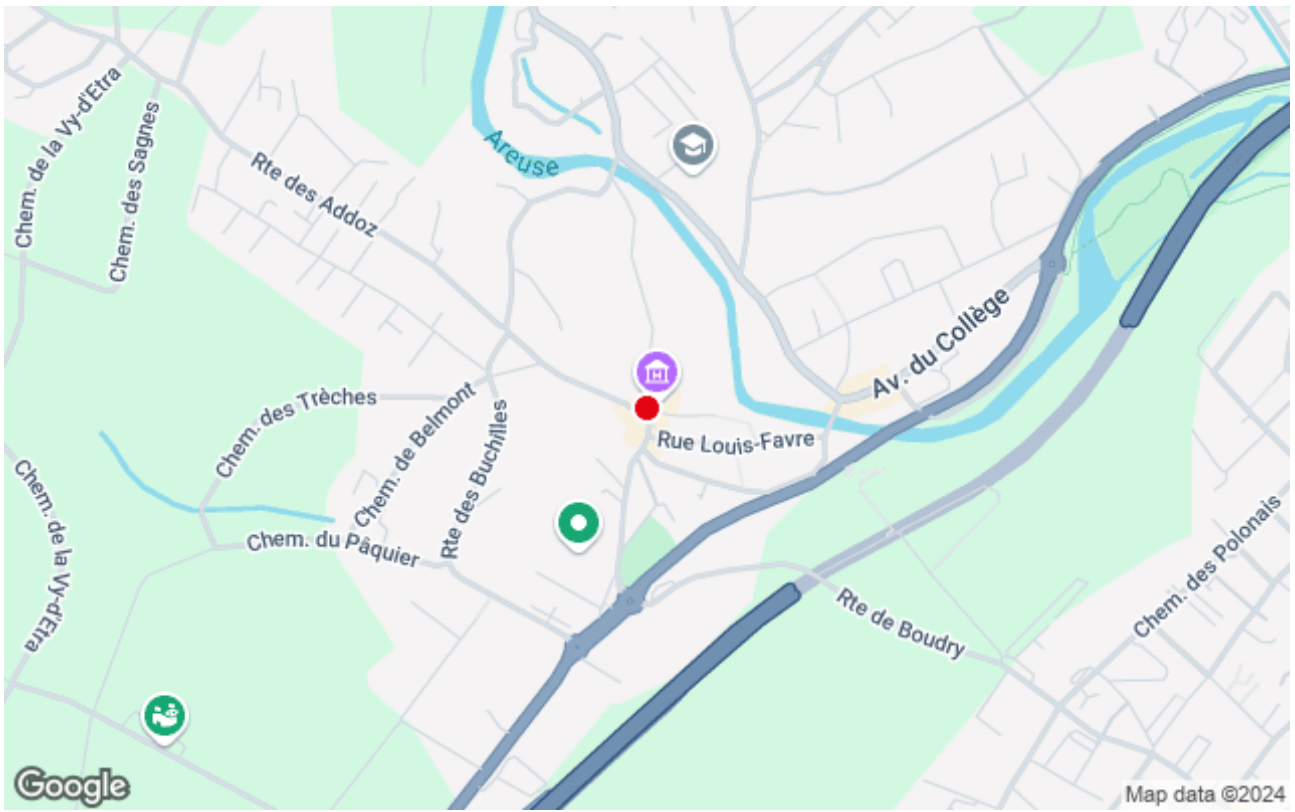 Chem. de la Vy-d'Etra
Chem. des Sagnes
Rte des Addoz
Areuse
Av. du Collège
Chem. des Trèches
Chem. de Belmont
Rte des Buchilles
Rue Louis-Favre
Chem. du Pâquier
Chem. de la Vy-d'Etra
Chem. des Polonais
Rte de Boudry
Google
Map data ©2024